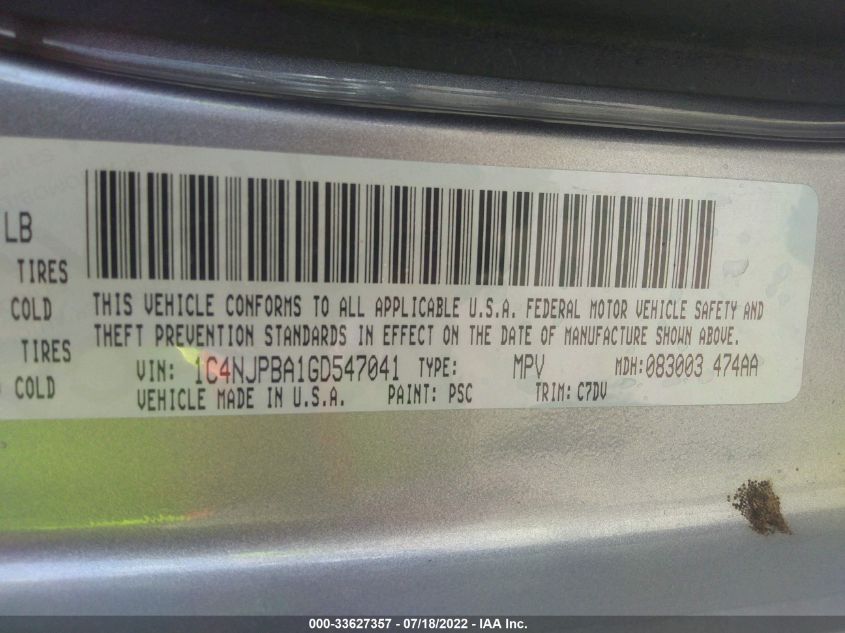 LB
TIRES
COLD
TIRES
COLD
THIS VEHICLE CONFORMS TO ALL APPLICABLE U.S.A. FEDERAL MOTOR VEHICLE SAFETY AND
THEFT PREVENTION STANDARDS IN EFFECT ON THE DATE OF MANUFACTURE SHOWN ABOVE.
VIN: 1C4NJPBA1GD547041 TYPE: MPV MDH:083003 474AA
VEHICLE MADE IN U.S.A. PAINT: PSC TRIM: C7DV
000-33627357 - 07/18/2022 - IAA Inc.